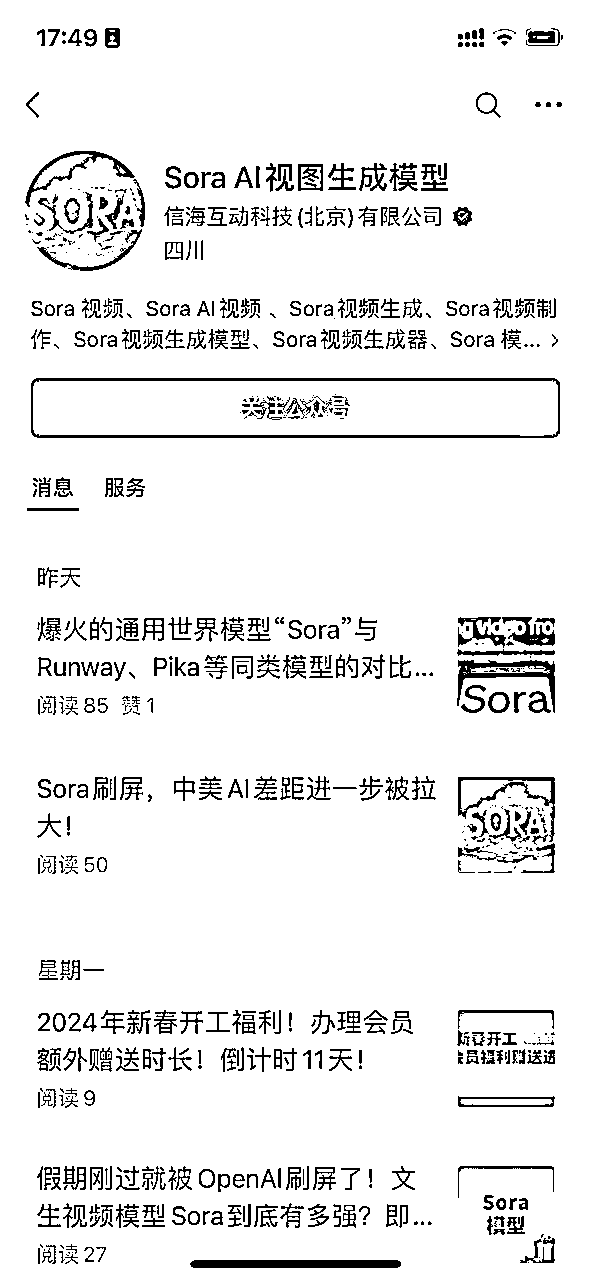 17:49
SORA
Sora AI视图生成模型
信海互动科技(北京)有限公司
四川
Sora 视频、Sora AI视频 、Sora视频生成、Sora视频制
作、Sora视频生成模型、Sora视频生成器、Sora 模...
关注公众号
消息 服务
昨天
爆火的通用世界模型“Sora”与
Runway、Pika等同类模型的对比...
阅读 85 赞 1
g video fro
Sora
Sora刷屏，中美AI差距进一步被拉
大！
阅读 50
SORA
星期一
2024年新春开工福利！办理会员
额外赠送时长！倒计时11天！
阅读 9
新春开工
会员福利赠送
假期刚过就被OpenAI刷屏了！文
生视频模型Sora到底有多强？即...
阅读 27
Sora
模型